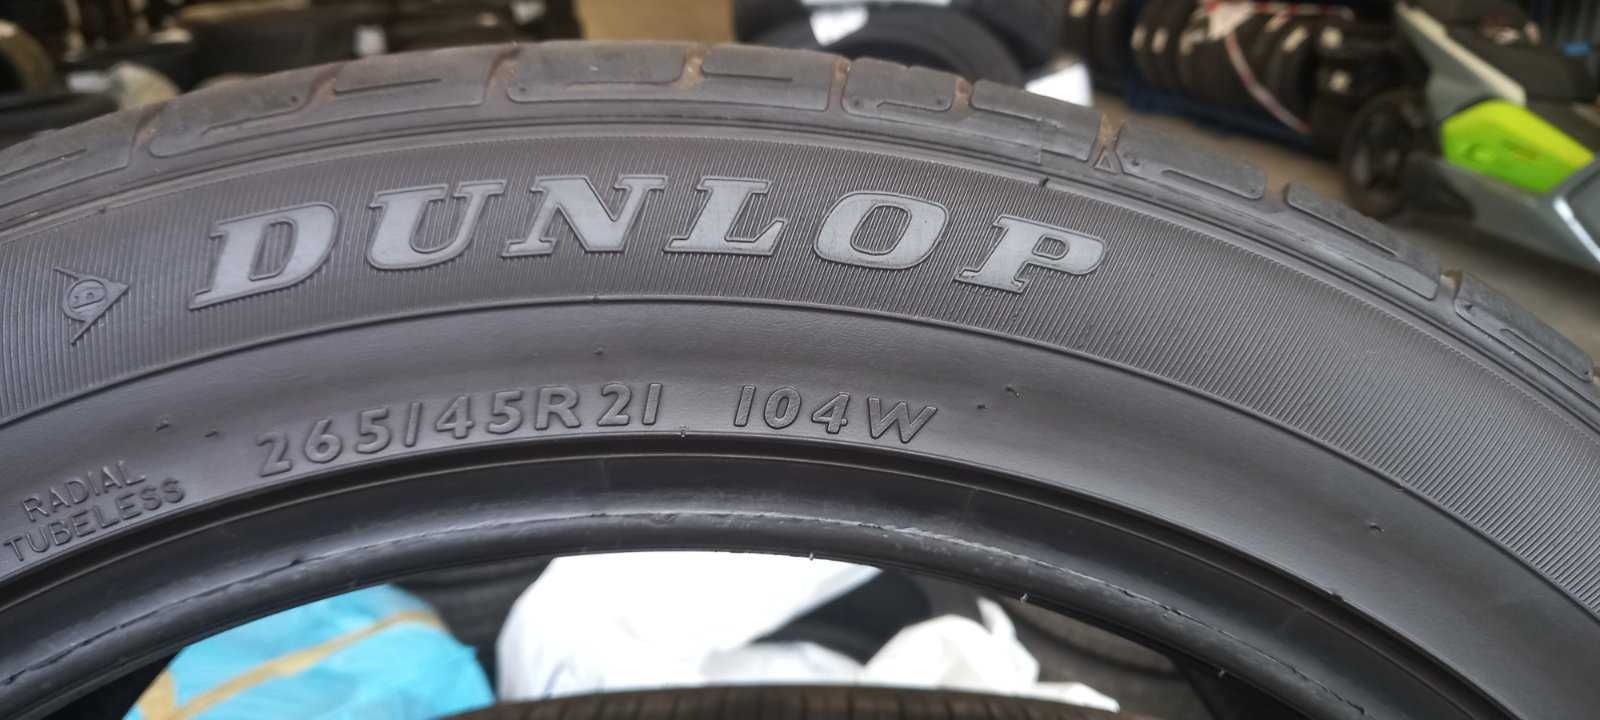 D DUNLOP
265/45R21 104W
RADIAL
TUBELESS